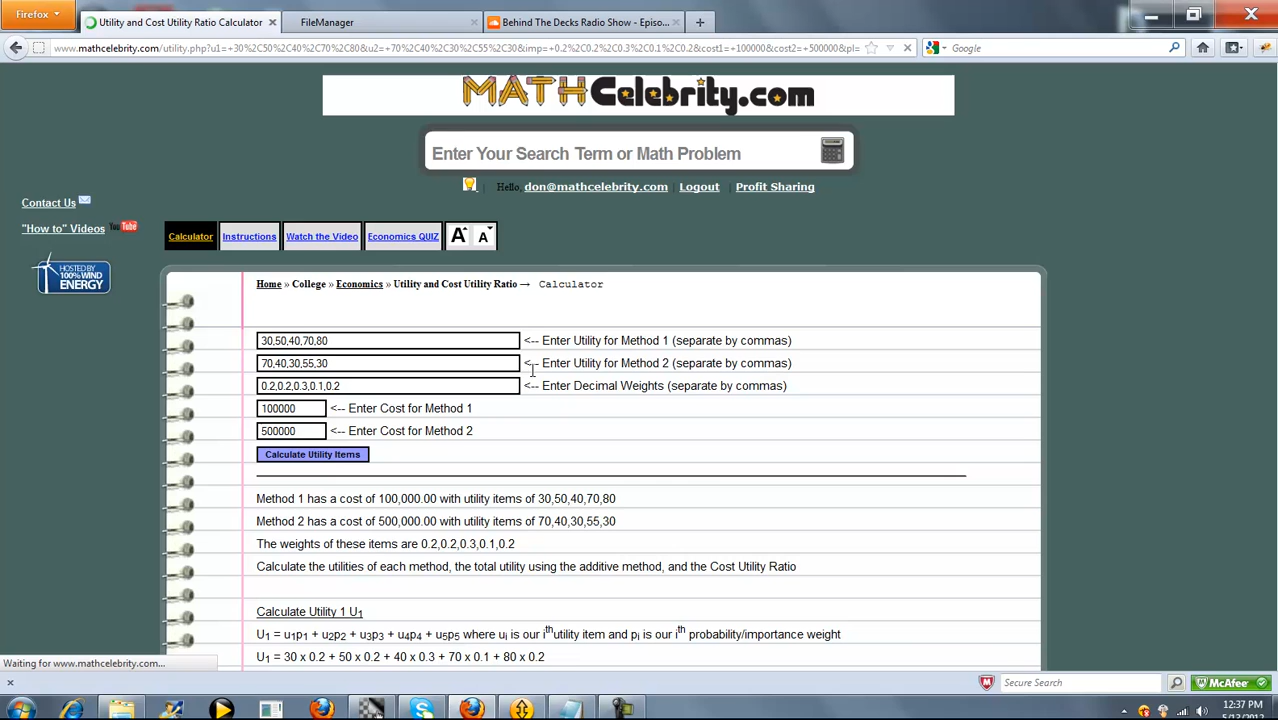 Firefox
Utility and Cost Utility Ratio Calculator
FileManager
Behind The Decks Radio Show - Episo...
www.mathcelebrity.com/utility.php?u1= +30%2C50%2C40%2C70%2C80&u2= +70%2C40%2C30%2C55%2C30&imp= +0.2%2C0.2%2C0.3%2C0.1%2C0.2&cost1= +100000&cost2= +500000&pl=
Google
MATHCelebrity.com
Enter Your Search Term or Math Problem
Hello, don@mathcelebrity.com | Logout | Profit Sharing
Contact Us
"How to" Videos You Tube
HOSTED BY
100% WIND
ENERGY
Calculator Instructions Watch the Video Economics QUIZ A A
Home » College » Economics » Utility and Cost Utility Ratio → Calculator
30,50,40,70,80 <-- Enter Utility for Method 1 (separate by commas)
70,40,30,55,30 <-- Enter Utility for Method 2 (separate by commas)
0.2,0.2,0.3,0.1,0.2 <-- Enter Decimal Weights (separate by commas)
100000 <-- Enter Cost for Method 1
500000 <-- Enter Cost for Method 2
Calculate Utility Items
Method 1 has a cost of 100,000.00 with utility items of 30,50,40,70,80
Method 2 has a cost of 500,000.00 with utility items of 70,40,30,55,30
The weights of these items are 0.2,0.2,0.3,0.1,0.2
Calculate the utilities of each method, the total utility using the additive method, and the Cost Utility Ratio
Calculate Utility 1 U1
U1 = u1p1 + u2p2 + u3p3 + u4p4 + u5p5 where ui is our ith utility item and pi is our ith probability/importance weight
U1 = 30 x 0.2 + 50 x 0.2 + 40 x 0.3 + 70 x 0.1 + 80 x 0.2
Waiting for www.mathcelebrity.com...
Secure Search
McAfee
12:37 PM